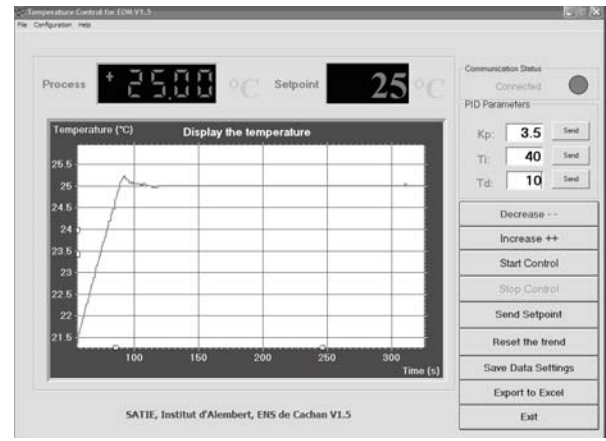 Temperature Control for EOM V1.5
File Configuration Help
Process
+25.00 °C
Setpoint
25 °C
Communication Status
Connected
PID Parameters
Kp: 3.5 Send
Ti: 40 Send
Td: 10 Send
Temperature (°C)
Display the temperature
25.5
25
24.5
24
23.5
23
22.5
22
21.5
100 150 200 250 300
Time (s)
Decrease - -
Increase ++
Start Control
Stop Control
Send Setpoint
Reset the trend
Save Data Settings
Export to Excel
Exit
SATIE, Institut d'Alembert, ENS de Cachan V1.5